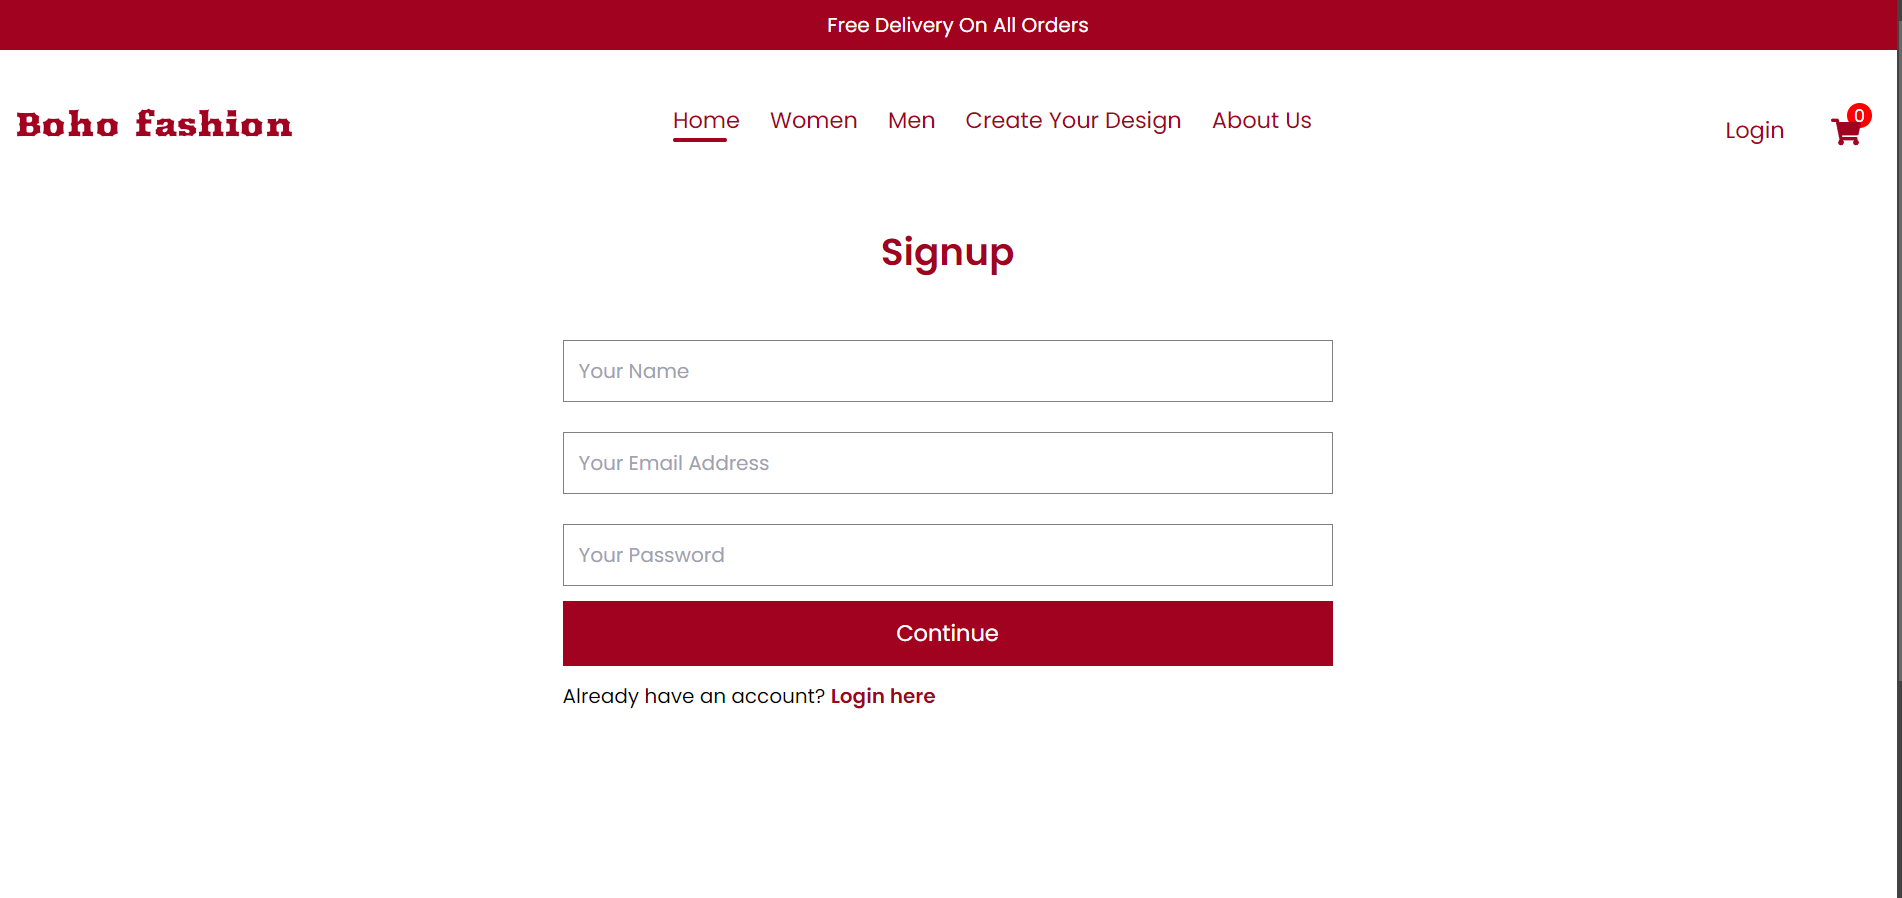 Free Delivery On All Orders
Boho fashion
Home Women Men Create Your Design About Us
Login
0
Signup
Your Name
Your Email Address
Your Password
Continue
Already have an account? Login here